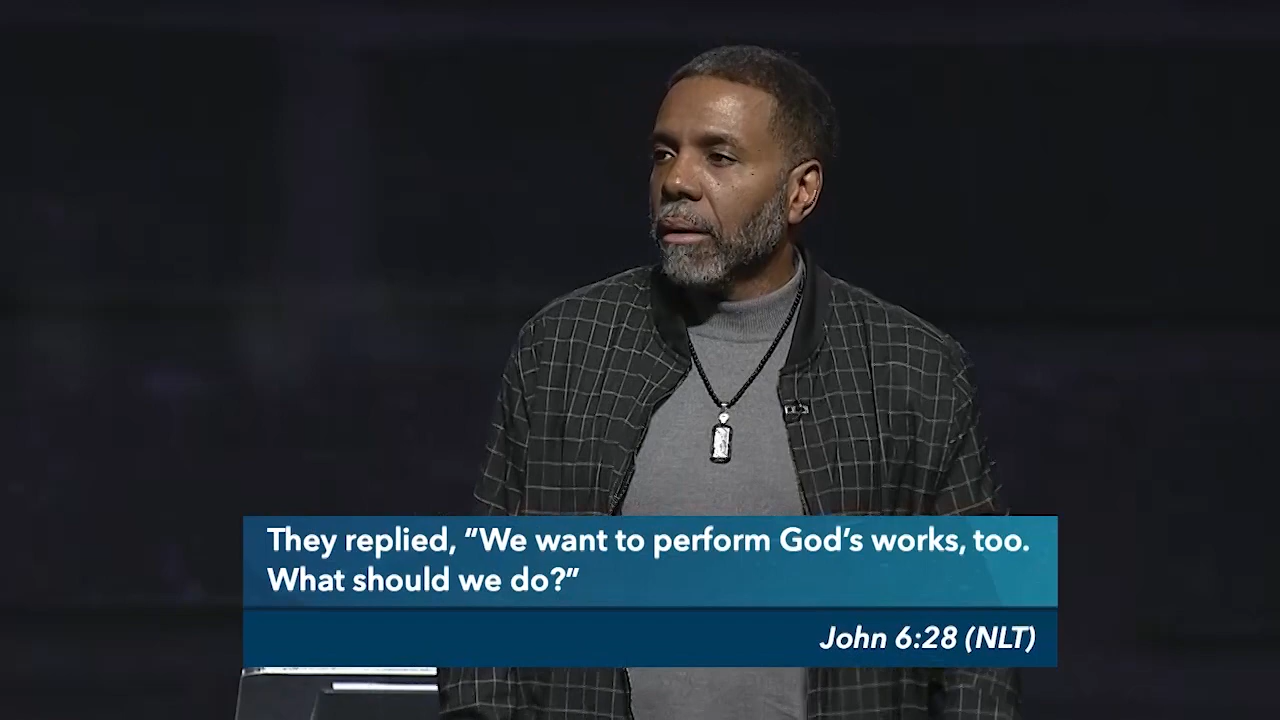 They replied, “We want to perform God’s works, too.
What should we do?”
John 6:28 (NLT)